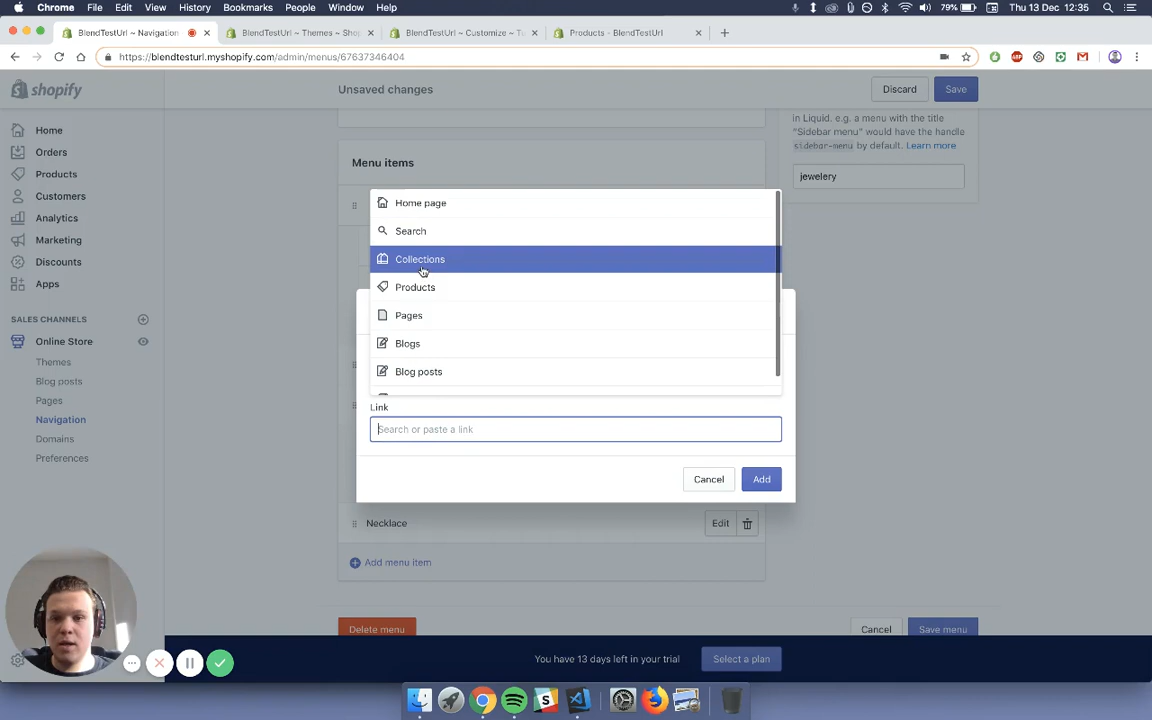 Chrome File Edit View History Bookmarks People Window Help
79% Thu 13 Dec 12:35
BlendTestUrl ~ Navigation
BlendTestUrl ~ Themes ~ Shop
BlendTestUrl ~ Customize ~ Tu
Products - BlendTestUrl
https://blendtesturl.myshopify.com/admin/menus/67637346404
shopify
Unsaved changes
Discard
Save
Home
Orders
Products
Customers
Analytics
Marketing
Discounts
Apps
SALES CHANNELS
Online Store
Themes
Blog posts
Pages
Navigation
Domains
Preferences
in Liquid. e.g. a menu with the title
"Sidebar menu" would have the handle
sidebar-menu by default. Learn more
jewelery
Menu items
Home page
Search
Collections
Products
Pages
Blogs
Blog posts
Link
Search or paste a link
Cancel
Add
Necklace
Edit
Add menu item
Delete menu
Cancel
Save menu
You have 13 days left in your trial
Select a plan